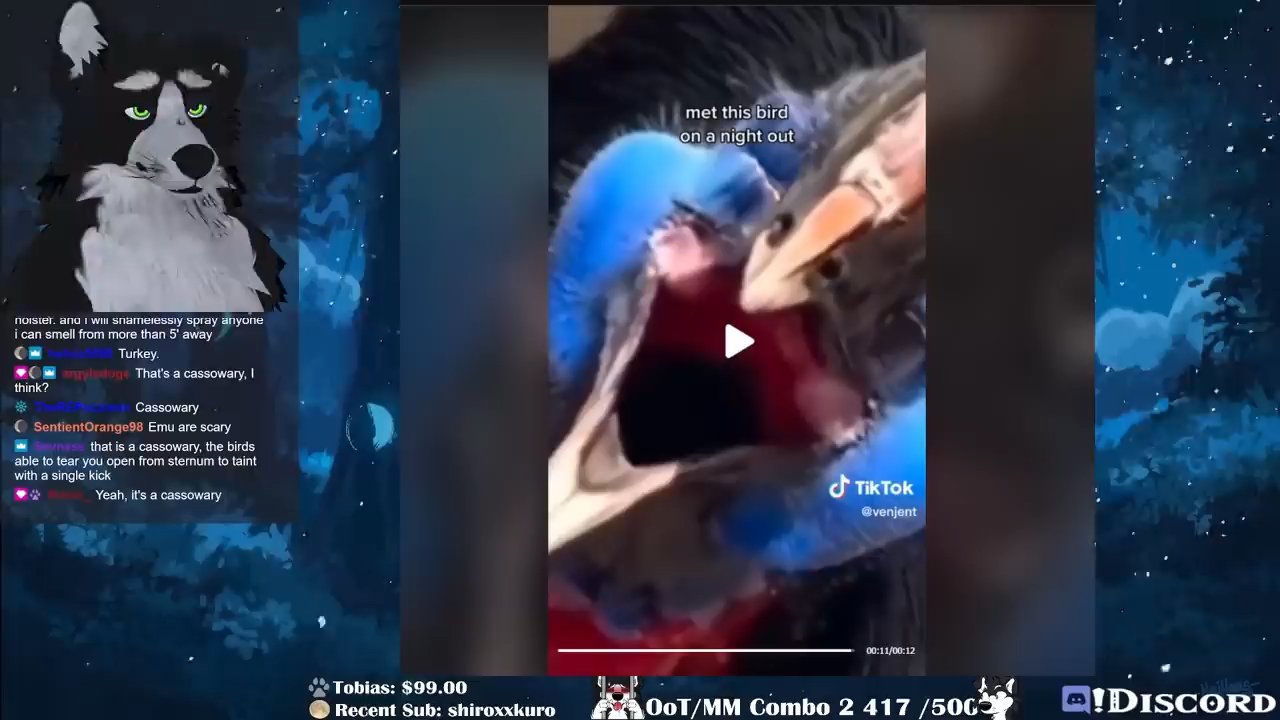 met this bird
on a night out
holster. and I will shamelessly spray anyone
i can smell from more than 5' away
Turkey.
That's a cassowary, I
think?
Cassowary
SentientOrange98 Emu are scary
that is a cassowary, the birds
able to tear you open from sternum to taint
with a single kick
Yeah, it's a cassowary
TikTok
@venjent
00:11/00:12
Tobias: $99.00
Recent Sub: shiroxxkuro
OoT/MM Combo 2 417 /500
!Discord